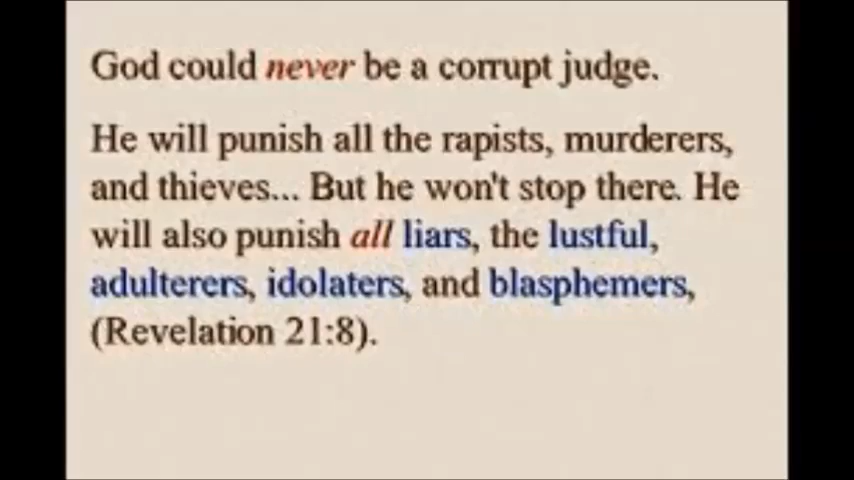 God could never be a corrupt judge.
He will punish all the rapists, murderers,
and thieves... But he won't stop there. He
will also punish all liars, the lustful,
adulterers, idolaters, and blasphemers,
(Revelation 21:8).